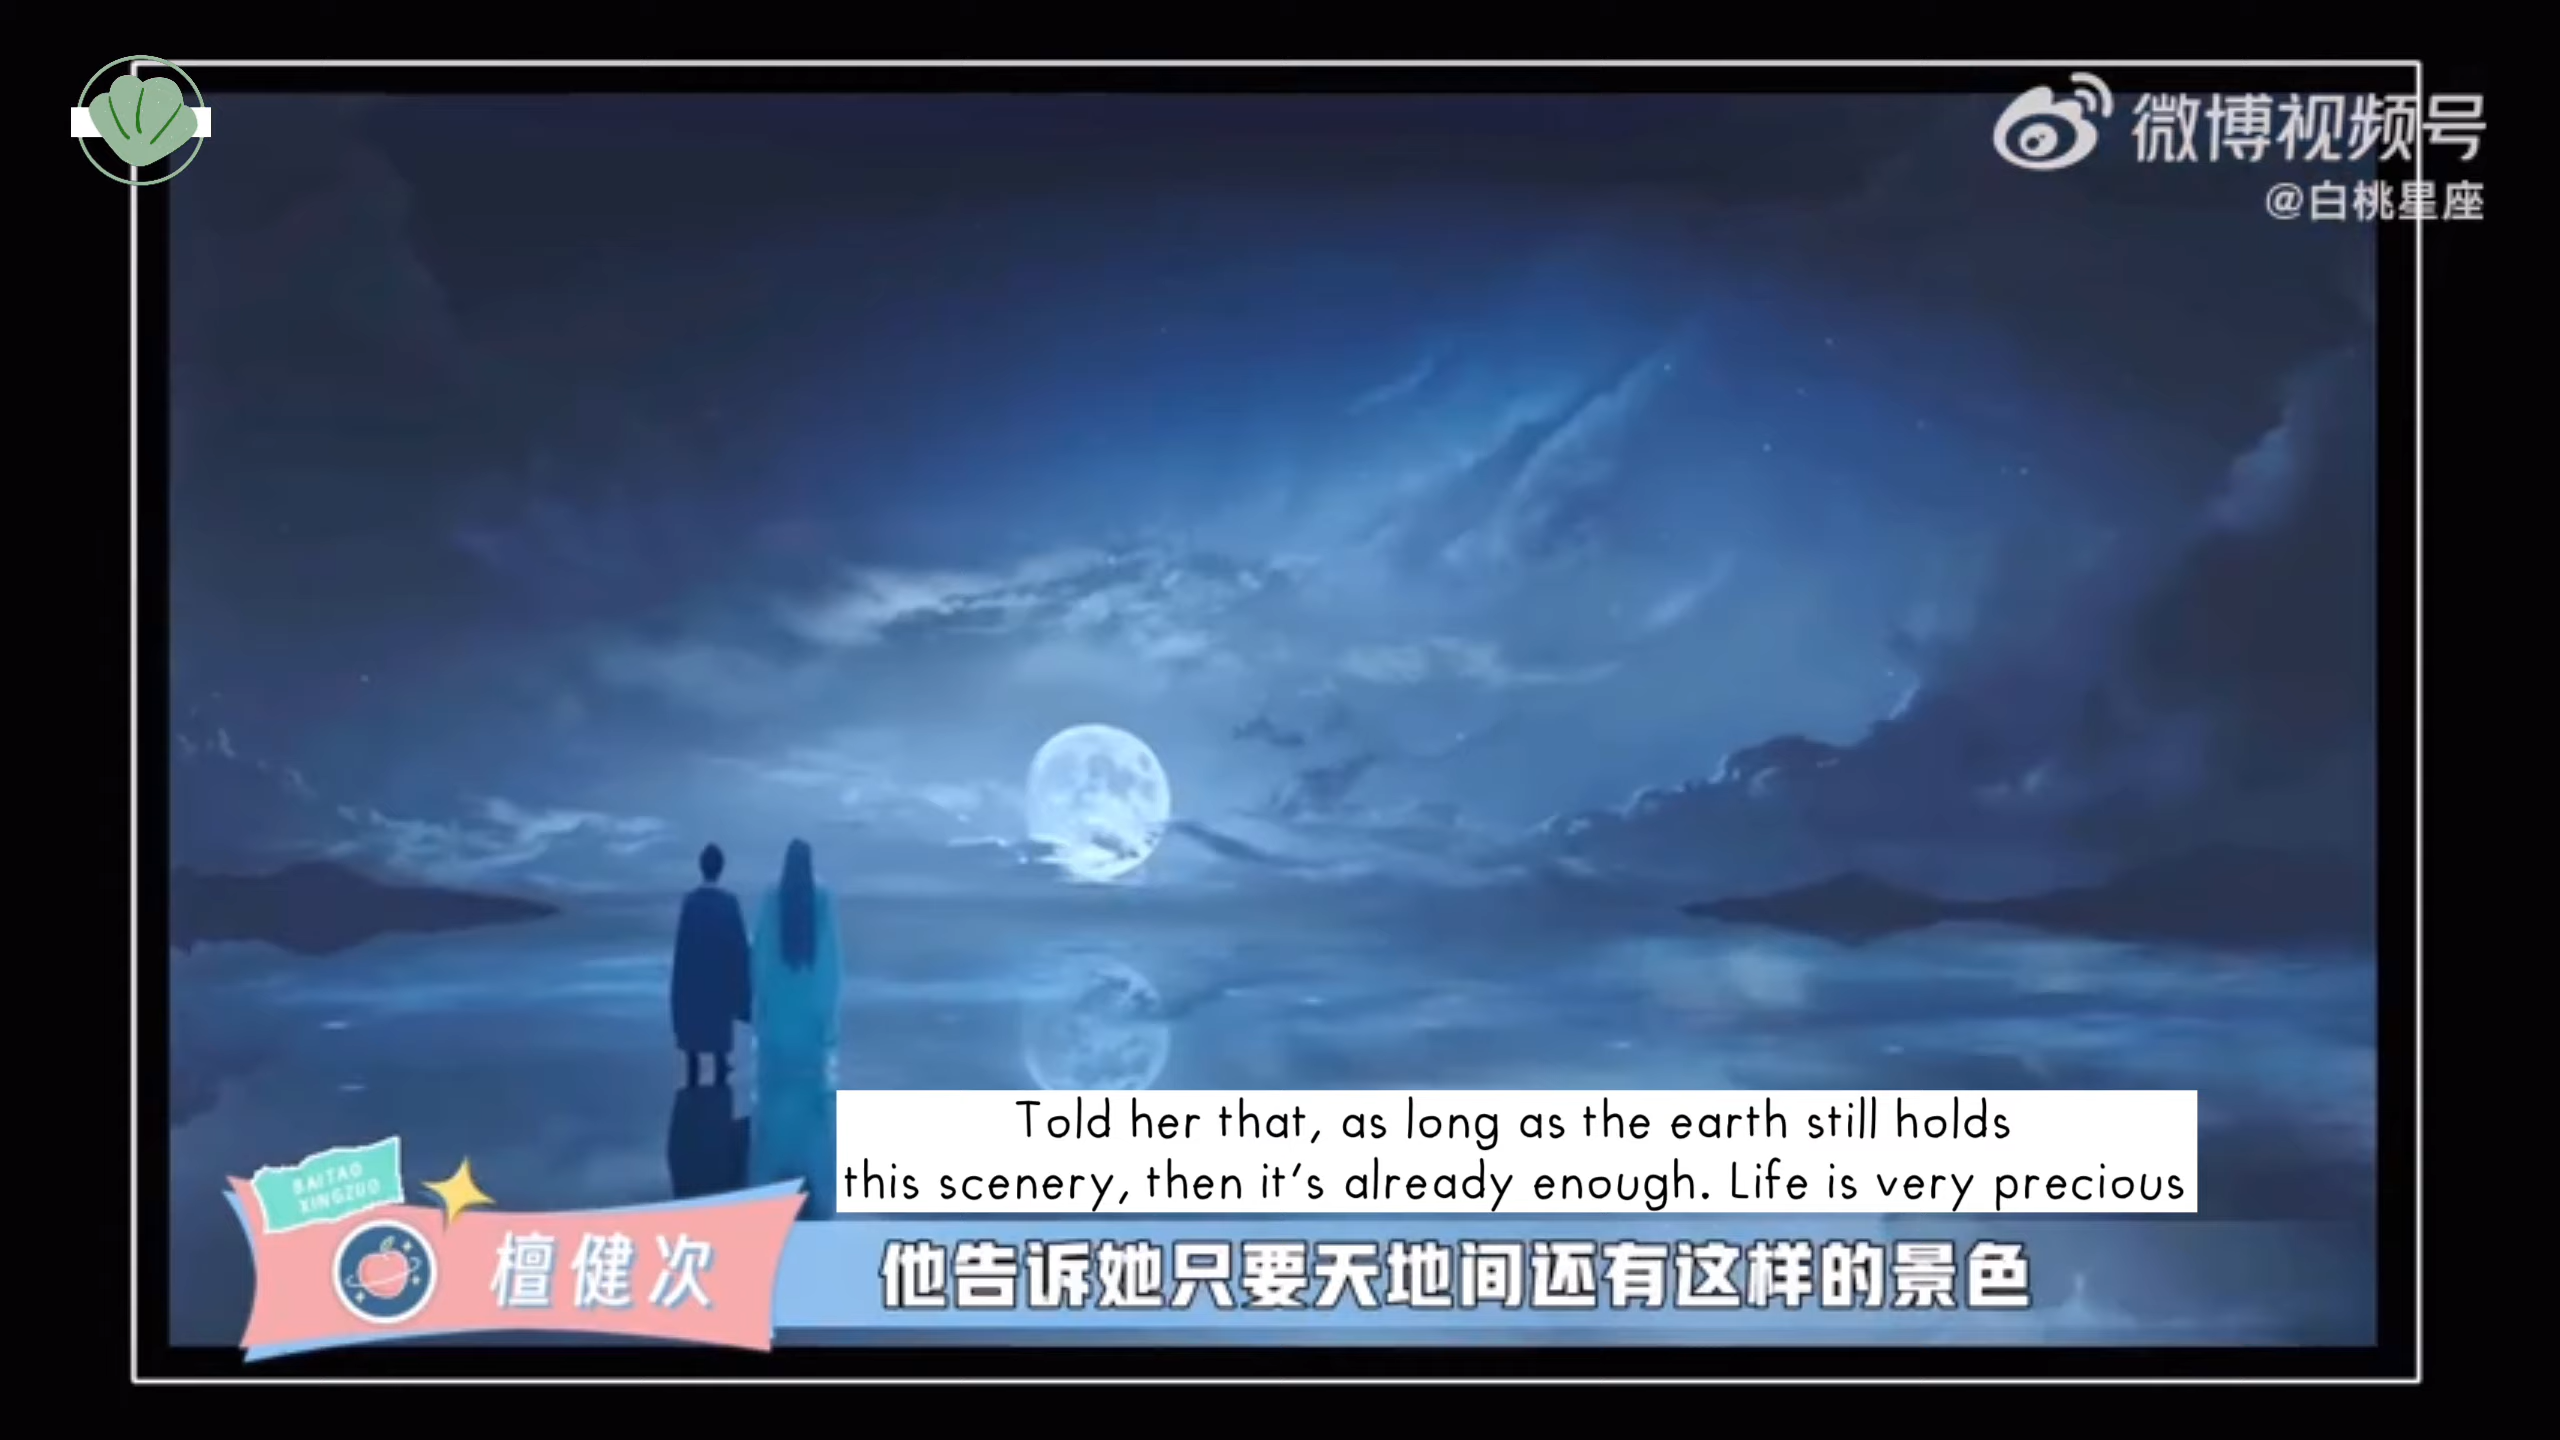 微博视频号
@白桃星座
Told her that, as long as the earth still holds
this scenery, then it's already enough. Life is very precious
BAITAO
XINGZUO
檀健次
他告诉她只要天地间还有这样的景色